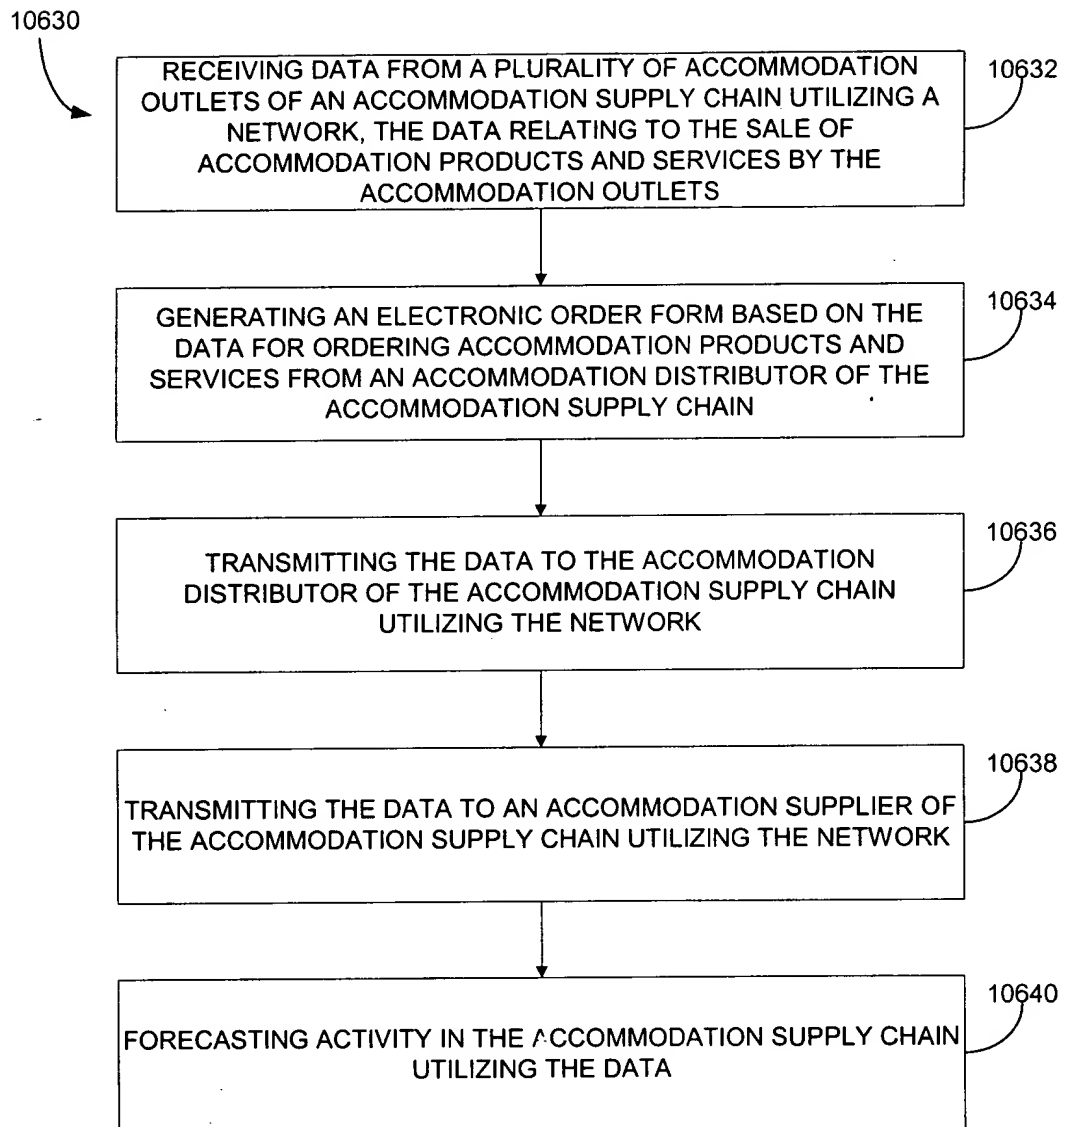 10630
RECEIVING DATA FROM A PLURALITY OF ACCOMMODATION
OUTLETS OF AN ACCOMMODATION SUPPLY CHAIN UTILIZING A
NETWORK, THE DATA RELATING TO THE SALE OF
ACCOMMODATION PRODUCTS AND SERVICES BY THE
ACCOMMODATION OUTLETS
10632
GENERATING AN ELECTRONIC ORDER FORM BASED ON THE
DATA FOR ORDERING ACCOMMODATION PRODUCTS AND
SERVICES FROM AN ACCOMMODATION DISTRIBUTOR OF THE
ACCOMMODATION SUPPLY CHAIN
10634
TRANSMITTING THE DATA TO THE ACCOMMODATION
DISTRIBUTOR OF THE ACCOMMODATION SUPPLY CHAIN
UTILIZING THE NETWORK
10636
TRANSMITTING THE DATA TO AN ACCOMMODATION SUPPLIER OF
THE ACCOMMODATION SUPPLY CHAIN UTILIZING THE NETWORK
10638
FORECASTING ACTIVITY IN THE ACCOMMODATION SUPPLY CHAIN
UTILIZING THE DATA
10640